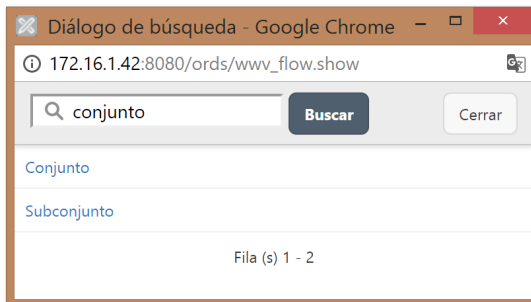 Diálogo de búsqueda - Google Chrome
172.16.1.42:8080/ords/wwv_flow.show
conjunto Buscar Cerrar
Conjunto
Subconjunto
Fila (s) 1 - 2